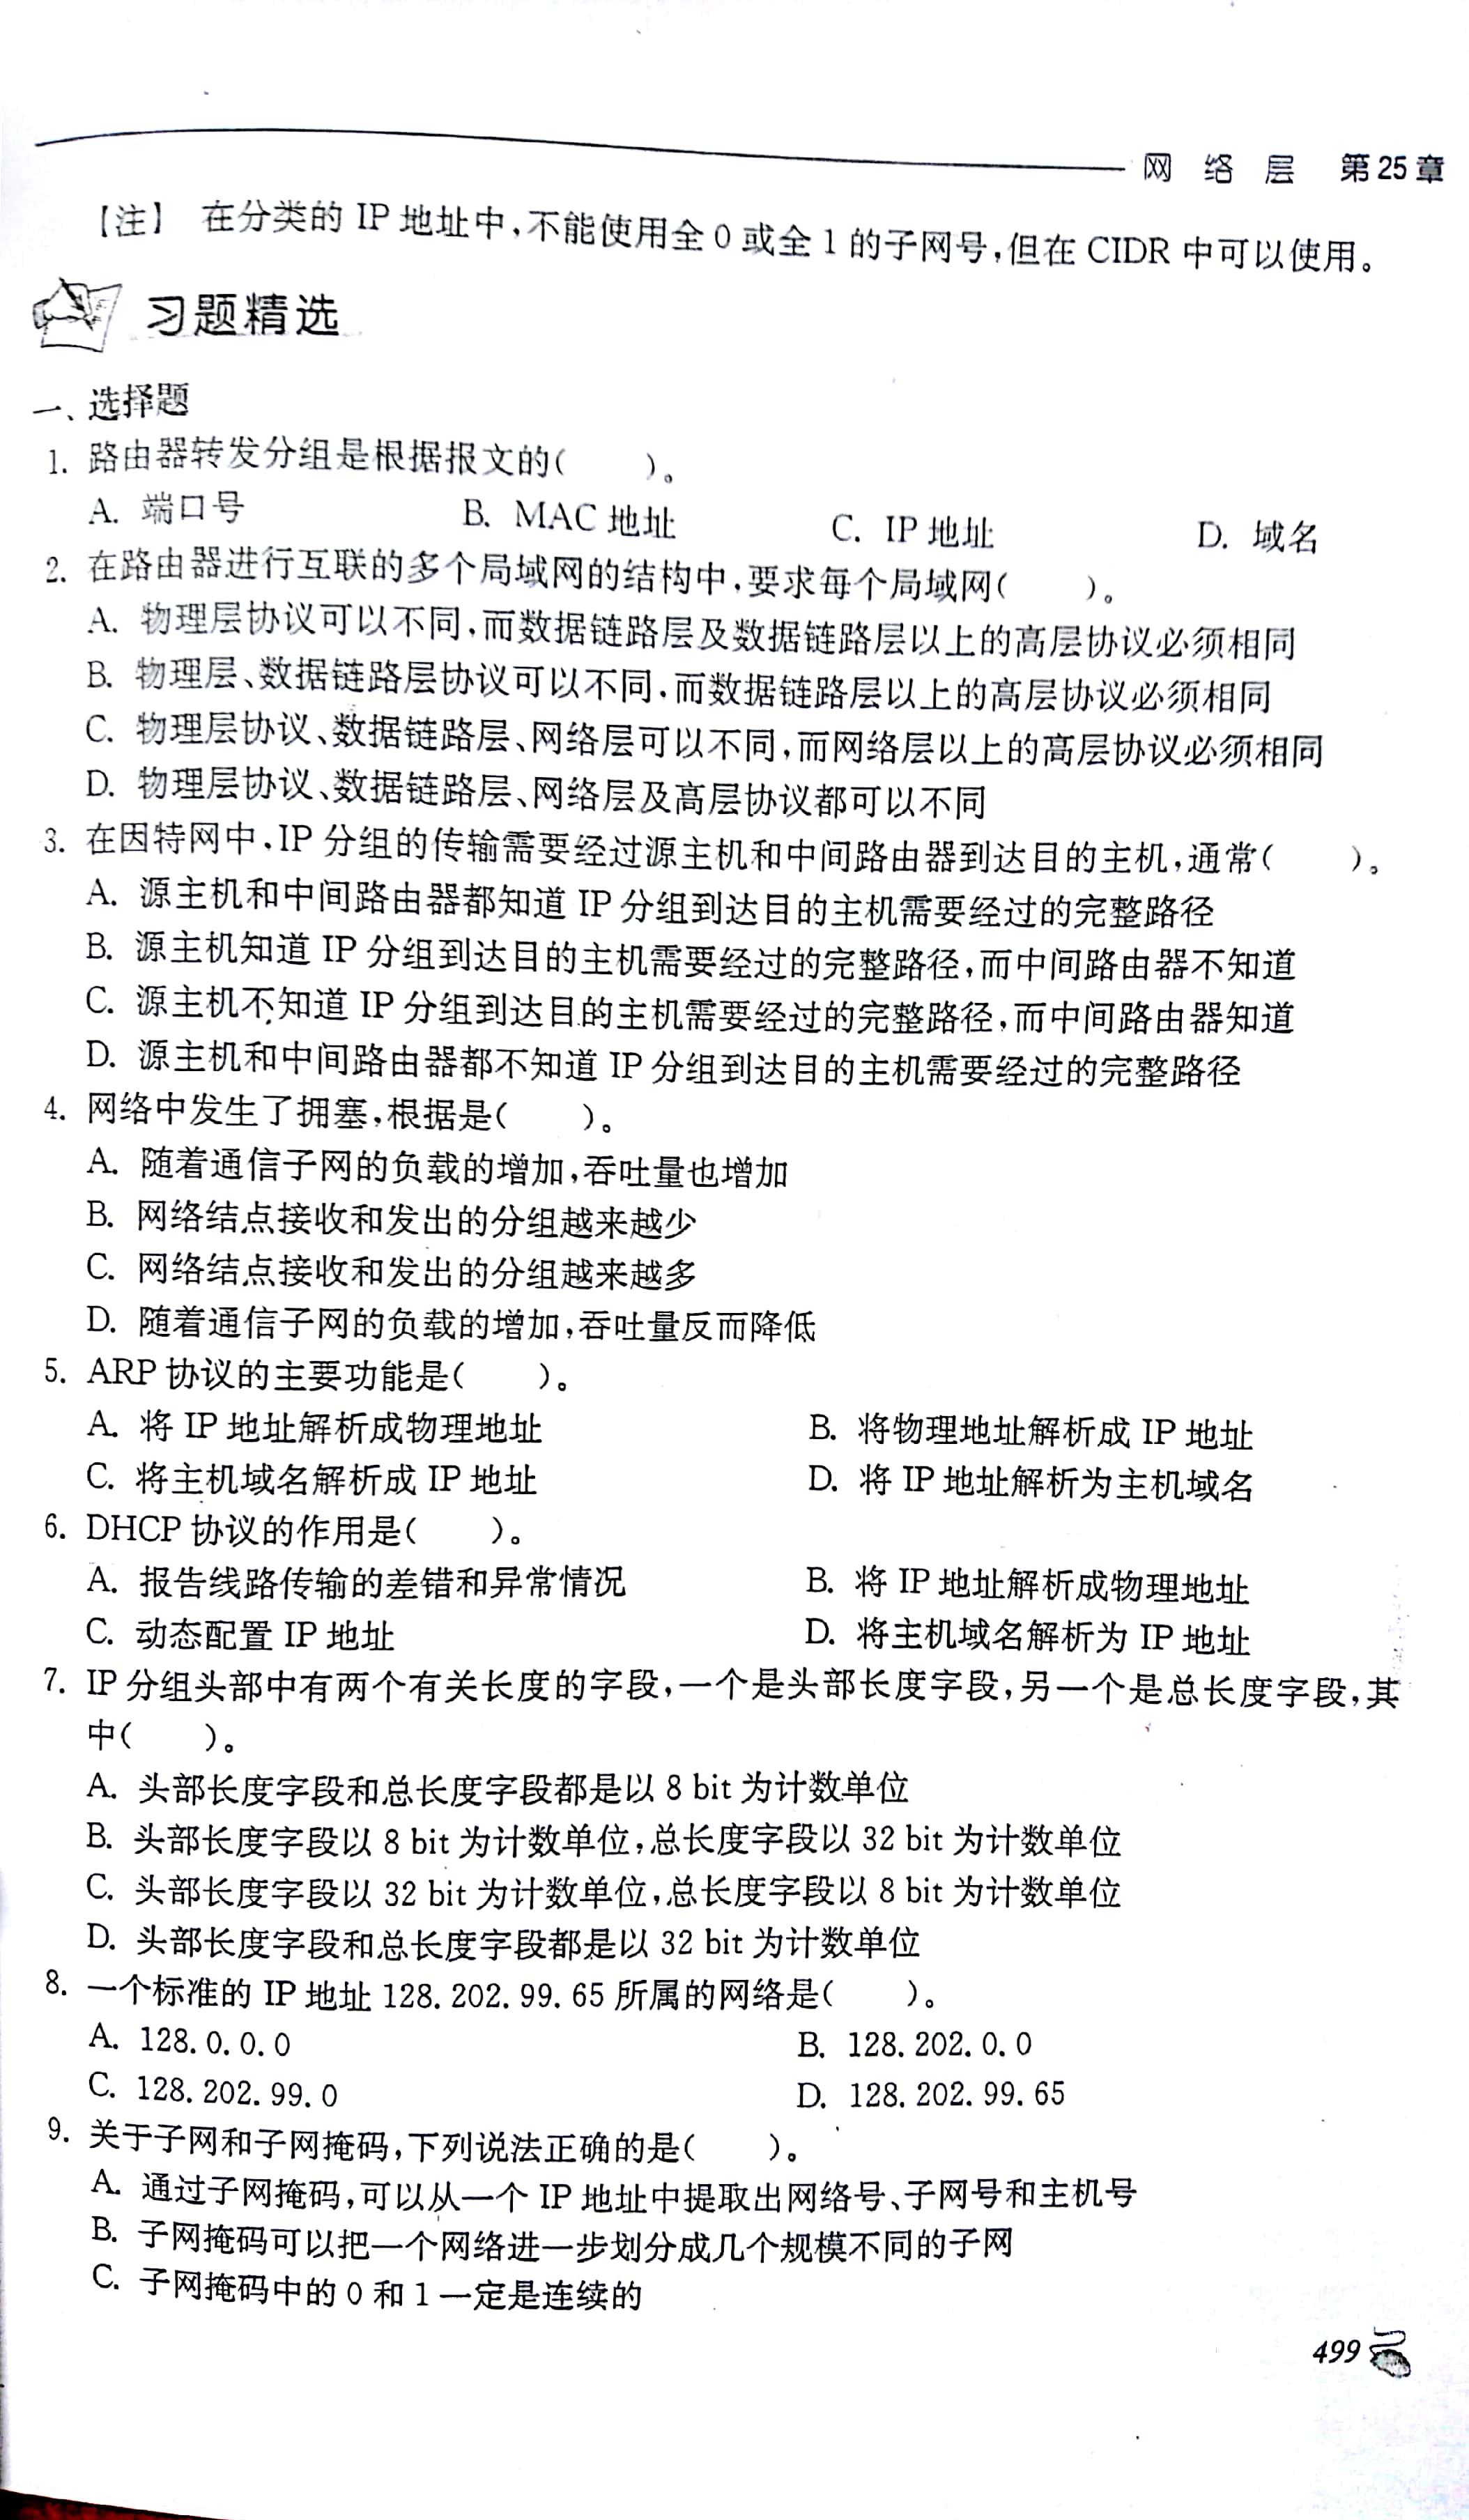 网 络 层 第25章
【注】 在分类的 IP 地址中,不能使用全 0 或全 1 的子网号,但在 CIDR 中可以使用。
习题精选
一、选择题
1. 路由器转发分组是根据报文的( )。
A. 端口号 B. MAC 地址 C. IP 地址 D. 域名
2. 在路由器进行互联的多个局域网的结构中,要求每个局域网( )。
A. 物理层协议可以不同,而数据链路层及数据链路层以上的高层协议必须相同
B. 物理层、数据链路层协议可以不同,而数据链路层以上的高层协议必须相同
C. 物理层协议、数据链路层、网络层可以不同,而网络层以上的高层协议必须相同
D. 物理层协议、数据链路层、网络层及高层协议都可以不同
3. 在因特网中,IP 分组的传输需要经过源主机和中间路由器到达目的主机,通常( )。
A. 源主机和中间路由器都知道 IP 分组到达目的主机需要经过的完整路径
B. 源主机知道 IP 分组到达目的主机需要经过的完整路径,而中间路由器不知道
C. 源主机不知道 IP 分组到达目的主机需要经过的完整路径,而中间路由器知道
D. 源主机和中间路由器都不知道 IP 分组到达目的主机需要经过的完整路径
4. 网络中发生了拥塞,根据是( )。
A. 随着通信子网的负载的增加,吞吐量也增加
B. 网络结点接收和发出的分组越来越少
C. 网络结点接收和发出的分组越来越多
D. 随着通信子网的负载的增加,吞吐量反而降低
5. ARP 协议的主要功能是( )。
A. 将 IP 地址解析成物理地址 B. 将物理地址解析成 IP 地址
C. 将主机域名解析成 IP 地址 D. 将 IP 地址解析为主机域名
6. DHCP 协议的作用是( )。
A. 报告线路传输的差错和异常情况 B. 将 IP 地址解析成物理地址
C. 动态配置 IP 地址 D. 将主机域名解析为 IP 地址
7. IP 分组头部中有两个有关长度的字段,一个是头部长度字段,另一个是总长度字段,其
中( )。
A. 头部长度字段和总长度字段都是以 8 bit 为计数单位
B. 头部长度字段以 8 bit 为计数单位,总长度字段以 32 bit 为计数单位
C. 头部长度字段以 32 bit 为计数单位,总长度字段以 8 bit 为计数单位
D. 头部长度字段和总长度字段都是以 32 bit 为计数单位
8. 一个标准的 IP 地址 128. 202. 99. 65 所属的网络是( )。
A. 128. 0. 0. 0 B. 128. 202. 0. 0
C. 128. 202. 99. 0 D. 128. 202. 99. 65
9. 关于子网和子网掩码,下列说法正确的是( )。
A. 通过子网掩码,可以从一个 IP 地址中提取出网络号、子网号和主机号
B. 子网掩码可以把一个网络进一步划分成几个规模不同的子网
C. 子网掩码中的 0 和 1 一定是连续的
499